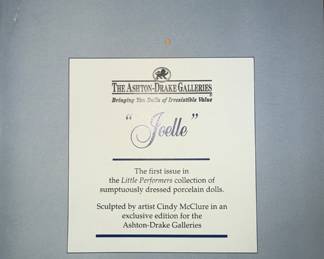 THE ASHTON-DRAKE GALLERIES
Bringing You Dolls of Irresistible Value
"Joelle"
The first issue in
the Little Performers collection of
sumptuously dressed porcelain dolls.
Sculpted by artist Cindy McClure in an
exclusive edition for the
Ashton-Drake Galleries